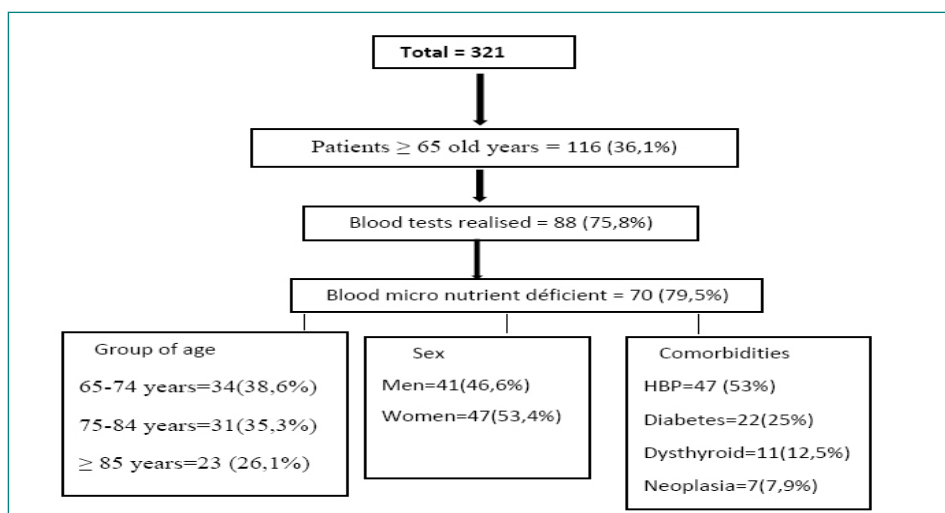 Total = 321
Patients ≥ 65 old years = 116 (36,1%)
Blood tests realised = 88 (75,8%)
Blood micro nutrient déficient = 70 (79,5%)
Group of age
65-74 years=34(38,6%)
75-84 years=31(35,3%)
≥ 85 years=23 (26,1%)
Sex
Men=41(46,6%)
Women=47(53,4%)
Comorbidities
HBP=47 (53%)
Diabetes=22(25%)
Dysthyroid=11(12,5%)
Neoplasia=7(7,9%)